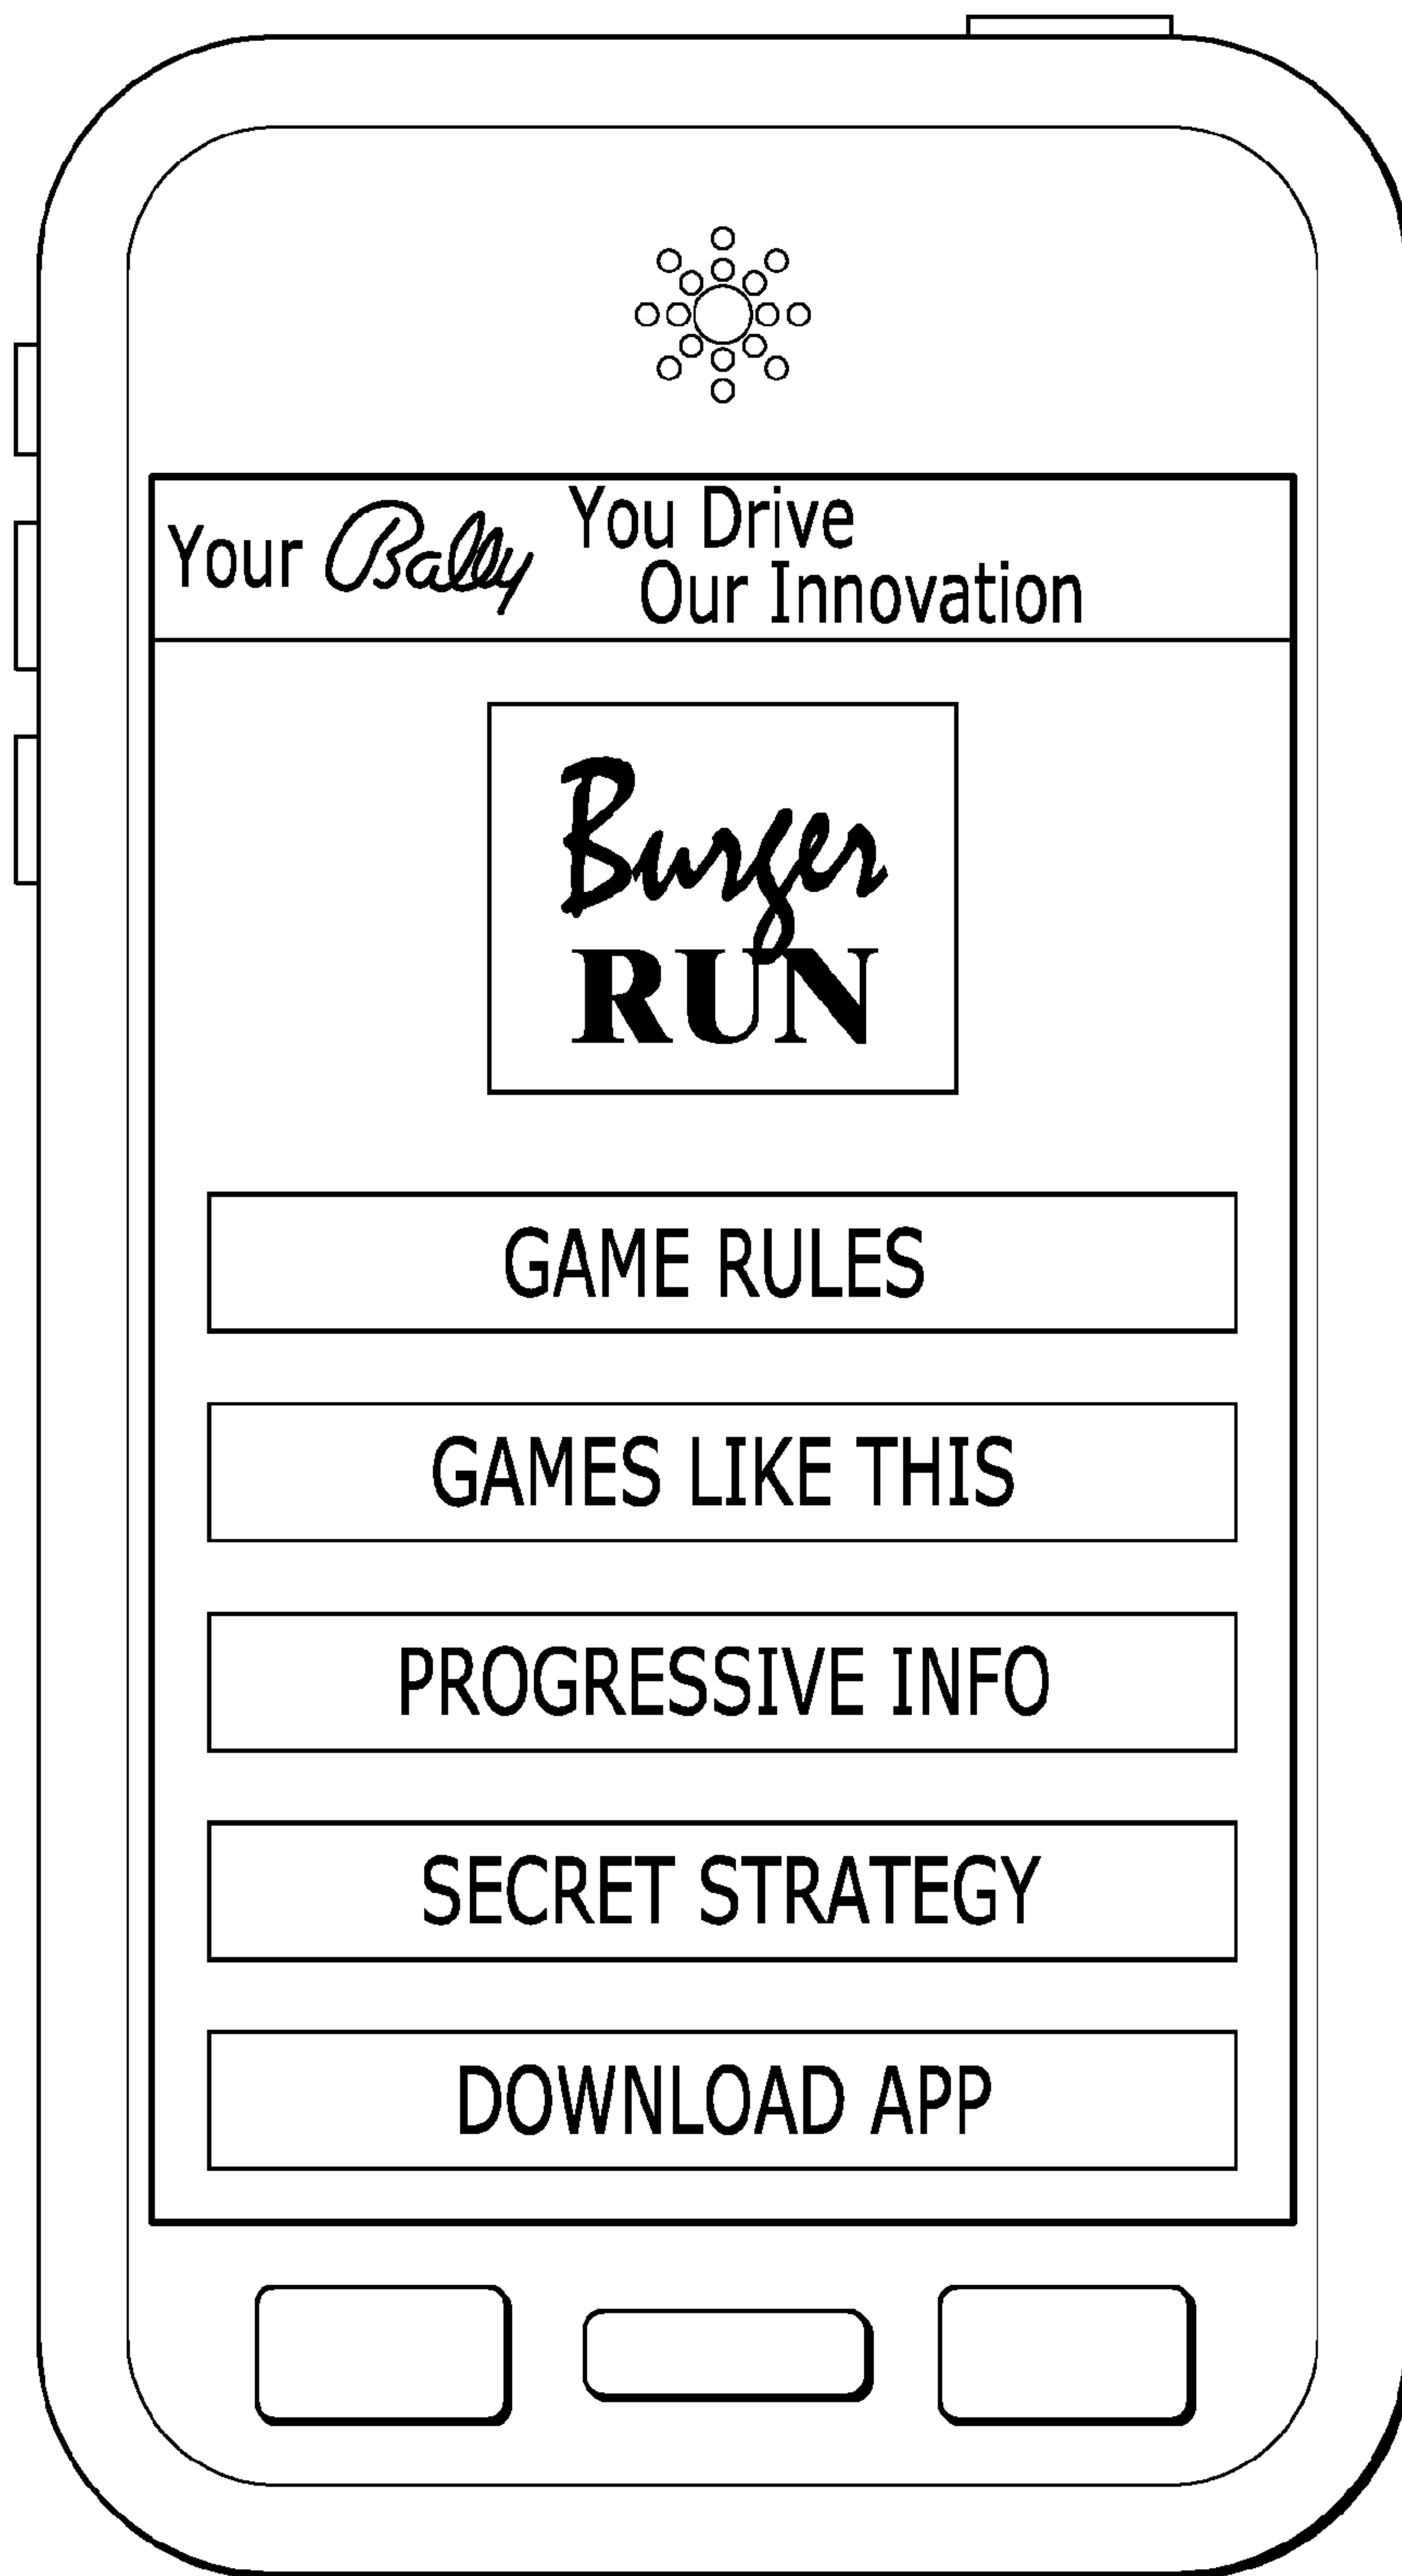 Your Bally You Drive
Our Innovation
Burger
RUN
GAME RULES
GAMES LIKE THIS
PROGRESSIVE INFO
SECRET STRATEGY
DOWNLOAD APP